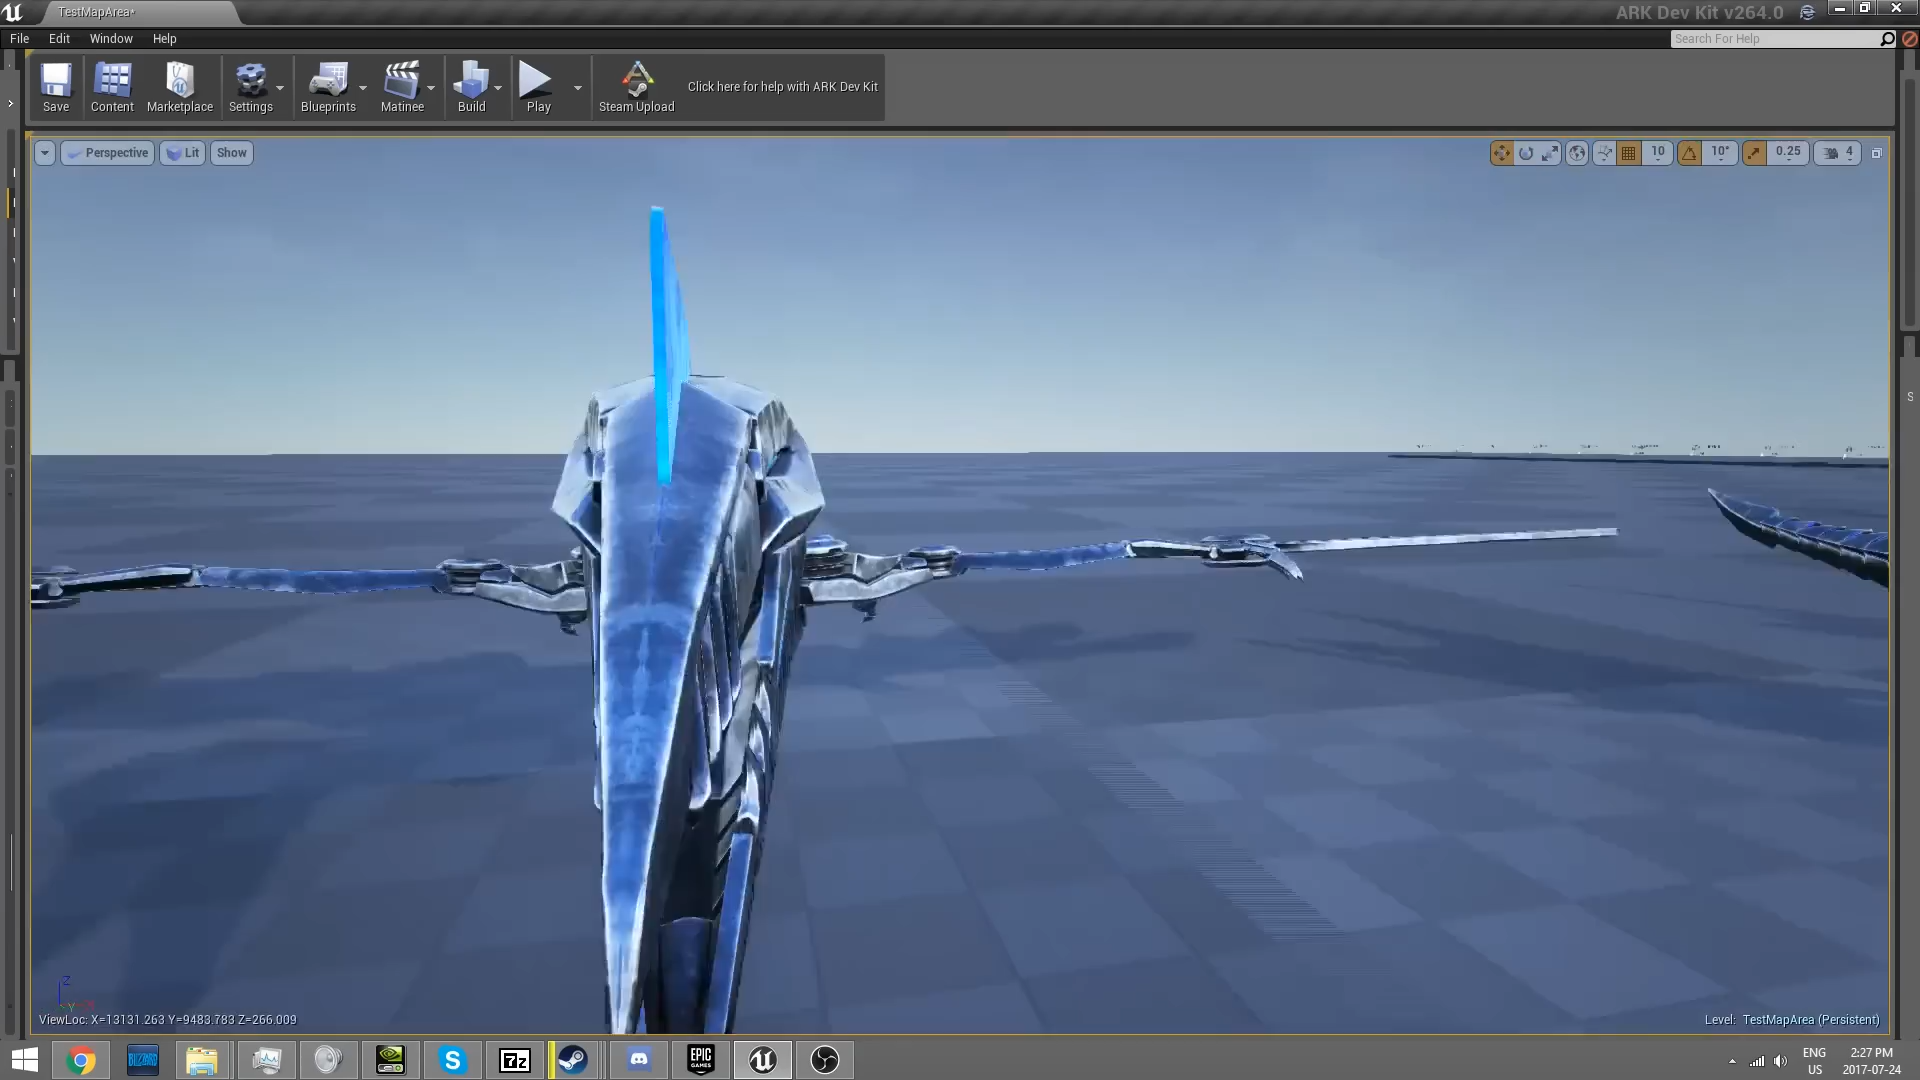 TestMapArea*
ARK Dev Kit v264.0
File Edit Window Help
Search For Help
Save Content Marketplace Settings Blueprints Matinee Build Play Steam Upload Click here for help with ARK Dev Kit
Perspective Lit Show
10 10° 0.25 4
S
Z
Y
ViewLoc: X=13131.263 Y=9483.783 Z=266.009
Level: TestMapArea (Persistent)
BLIZZARD
S
7z
EPIC
GAMES
ENG 2:27 PM
US 2017-07-24